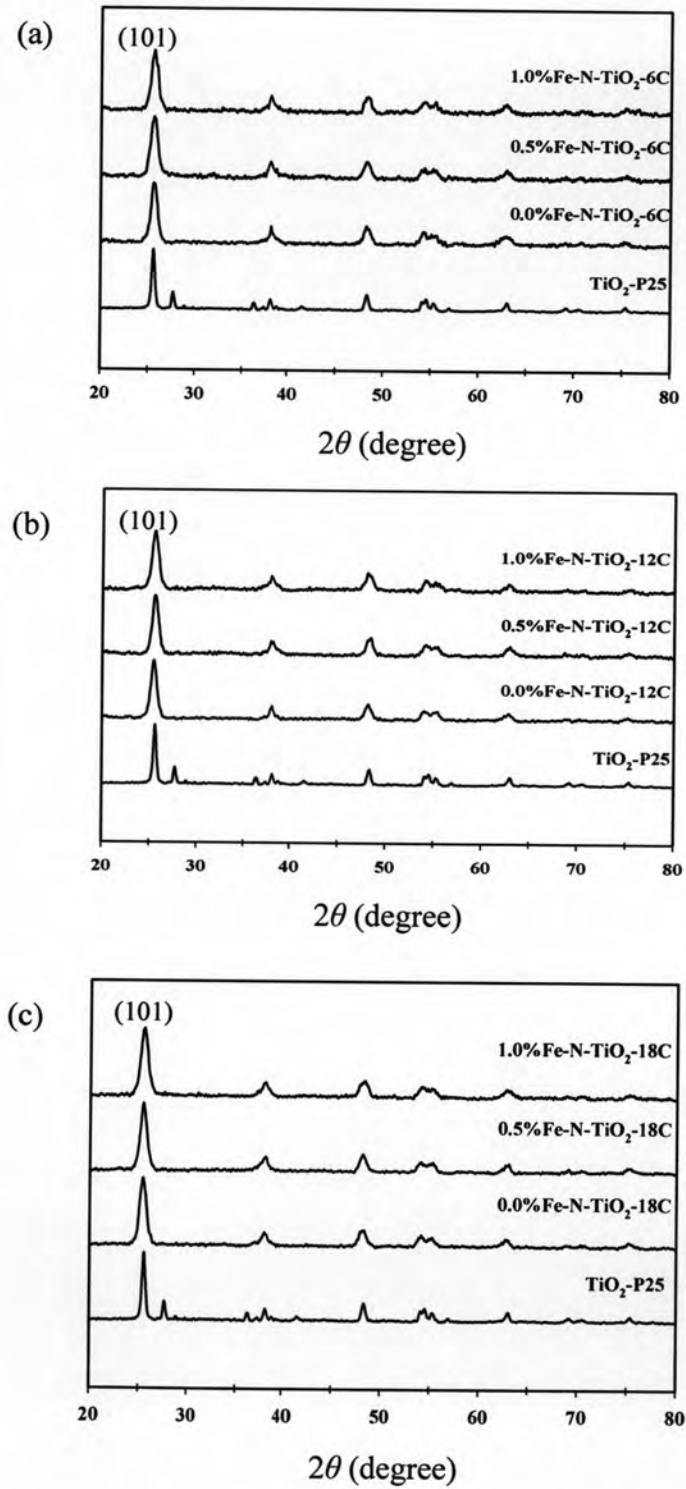 (a)
(101)
1.0%Fe-N-TiO₂-6C
0.5%Fe-N-TiO₂-6C
0.0%Fe-N-TiO₂-6C
TiO₂-P25
20 30 40 50 60 70 80
2θ (degree)
(b)
(101)
1.0%Fe-N-TiO₂-12C
0.5%Fe-N-TiO₂-12C
0.0%Fe-N-TiO₂-12C
TiO₂-P25
20 30 40 50 60 70 80
2θ (degree)
(c)
(101)
1.0%Fe-N-TiO₂-18C
0.5%Fe-N-TiO₂-18C
0.0%Fe-N-TiO₂-18C
TiO₂-P25
20 30 40 50 60 70 80
2θ (degree)